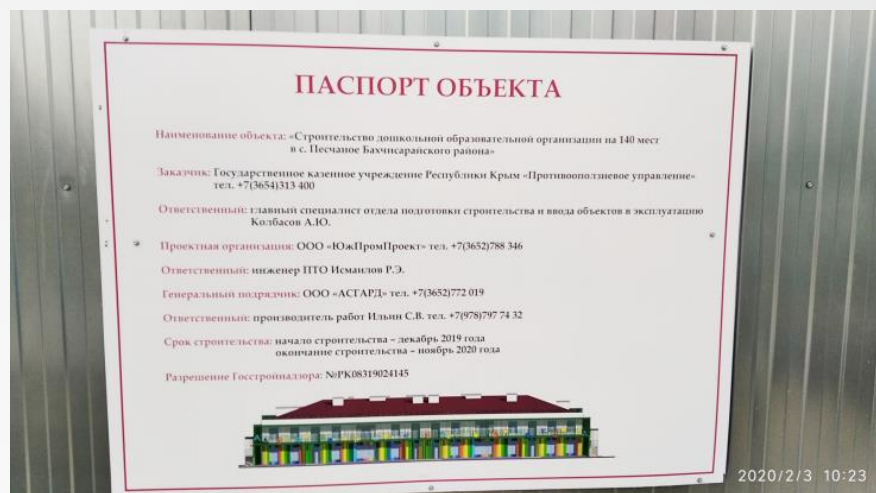 ПАСПОРТ ОБЪЕКТА
Наименование объекта: «Строительство дошкольной образовательной организации на 140 мест
в с. Песчаное Бахчисарайского района»
Заказчик: Государственное казенное учреждение Республики Крым «Противооползневое управление»
тел. +7(3654)313 400
Ответственный: главный специалист отдела подготовки строительства и ввода объектов в эксплуатацию
Колбасов А.Ю.
Проектная организация: ООО «ЮжПромПроект» тел. +7(3652)788 346
Ответственный: инженер ПТО Исмаилов Р.Э.
Генеральный подрядчик: ООО «АСГАРД» тел. +7(3652)772 019
Ответственный: производитель работ Ильин С.В. тел. +7(978)797 74 32
Срок строительства: начало строительства – декабрь 2019 года
окончание строительства – ноябрь 2020 года
Разрешение Госстройнадзора: №РК08319024145
2020/2/3 10:23